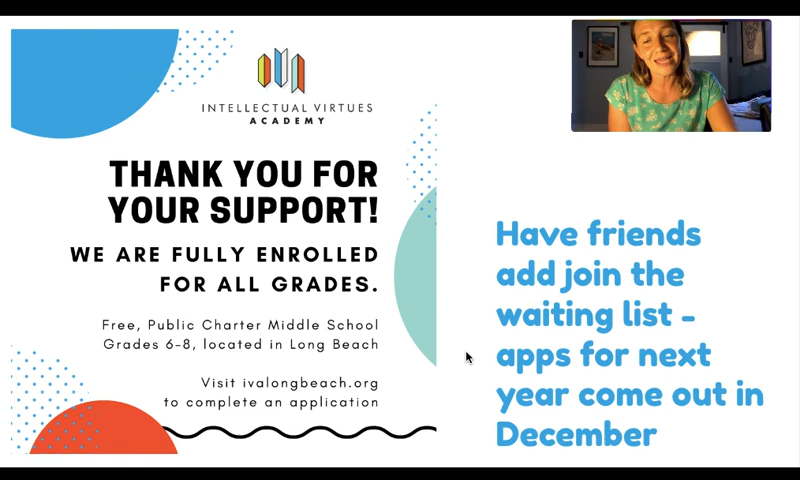 INTELLECTUAL VIRTUES
ACADEMY
THANK YOU FOR
YOUR SUPPORT!
WE ARE FULLY ENROLLED
FOR ALL GRADES.
Free, Public Charter Middle School
Grades 6-8, located in Long Beach
Visit ivalongbeach.org
to complete an application
Have friends
add join the
waiting list -
apps for next
year come out in
December